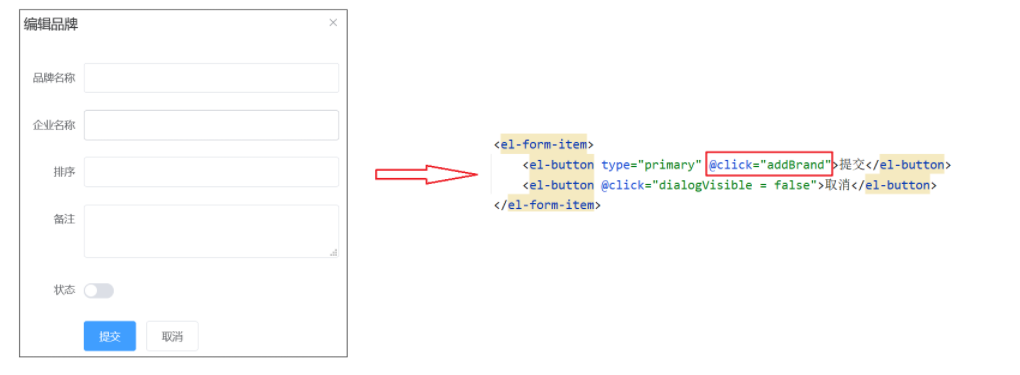 编辑品牌
品牌名称
企业名称
排序
备注
状态
提交 取消
<el-form-item>
<el-button type="primary" @click="addBrand">提交</el-button>
<el-button @click="dialogVisible = false">取消</el-button>
</el-form-item>